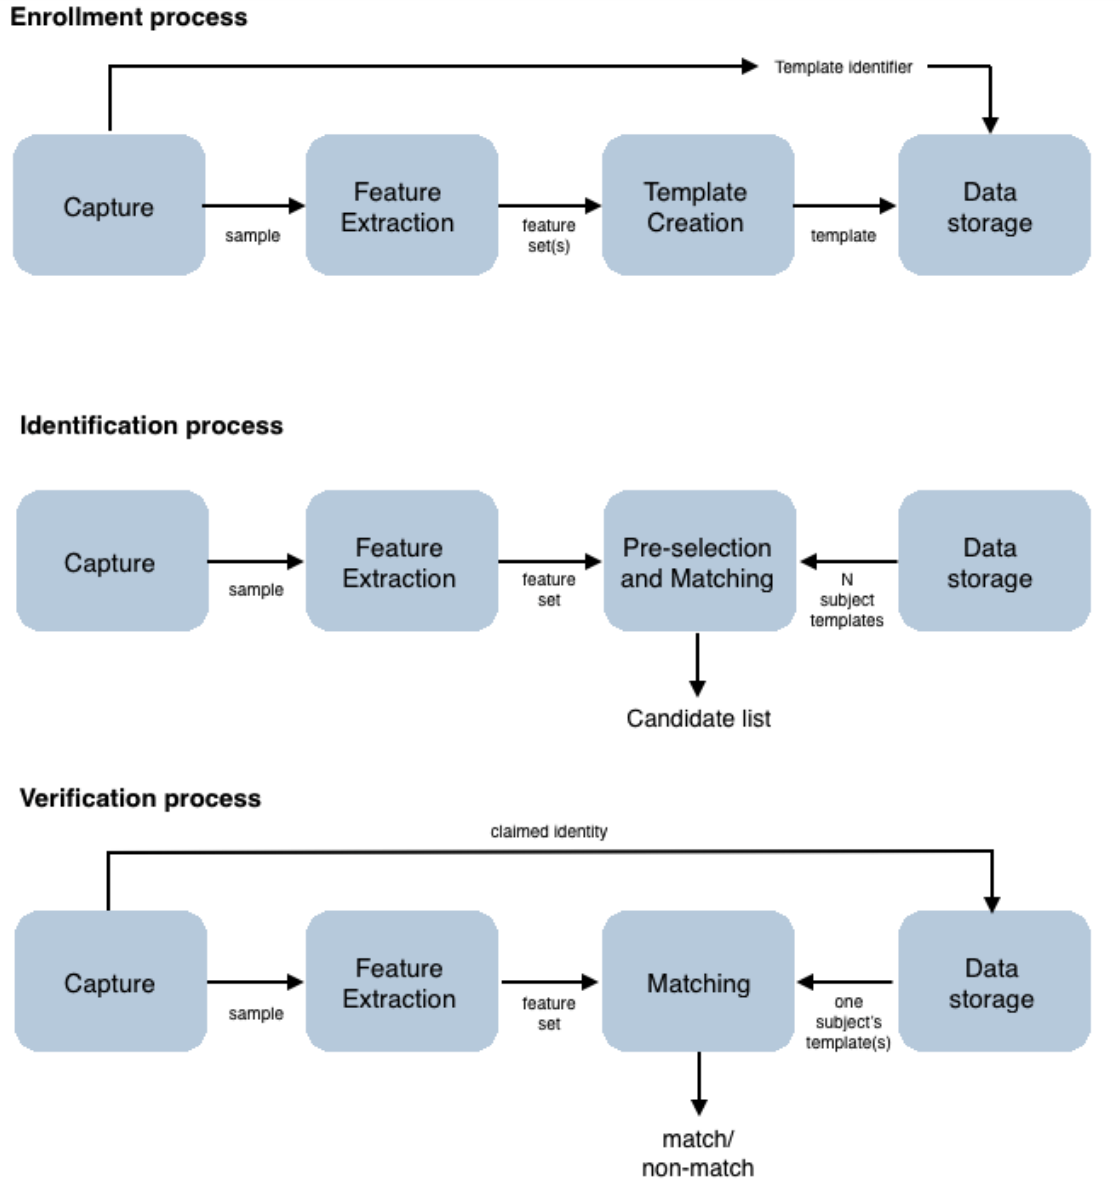 Enrollment process
Template identifier
Capture
sample
Feature
Extraction
feature
set(s)
Template
Creation
template
Data
storage
Identification process
Capture
sample
Feature
Extraction
feature
set
Pre-selection
and Matching
N
subject
templates
Data
storage
Candidate list
Verification process
claimed identity
Capture
sample
Feature
Extraction
feature
set
Matching
one
subject's
template(s)
Data
storage
match/
non-match